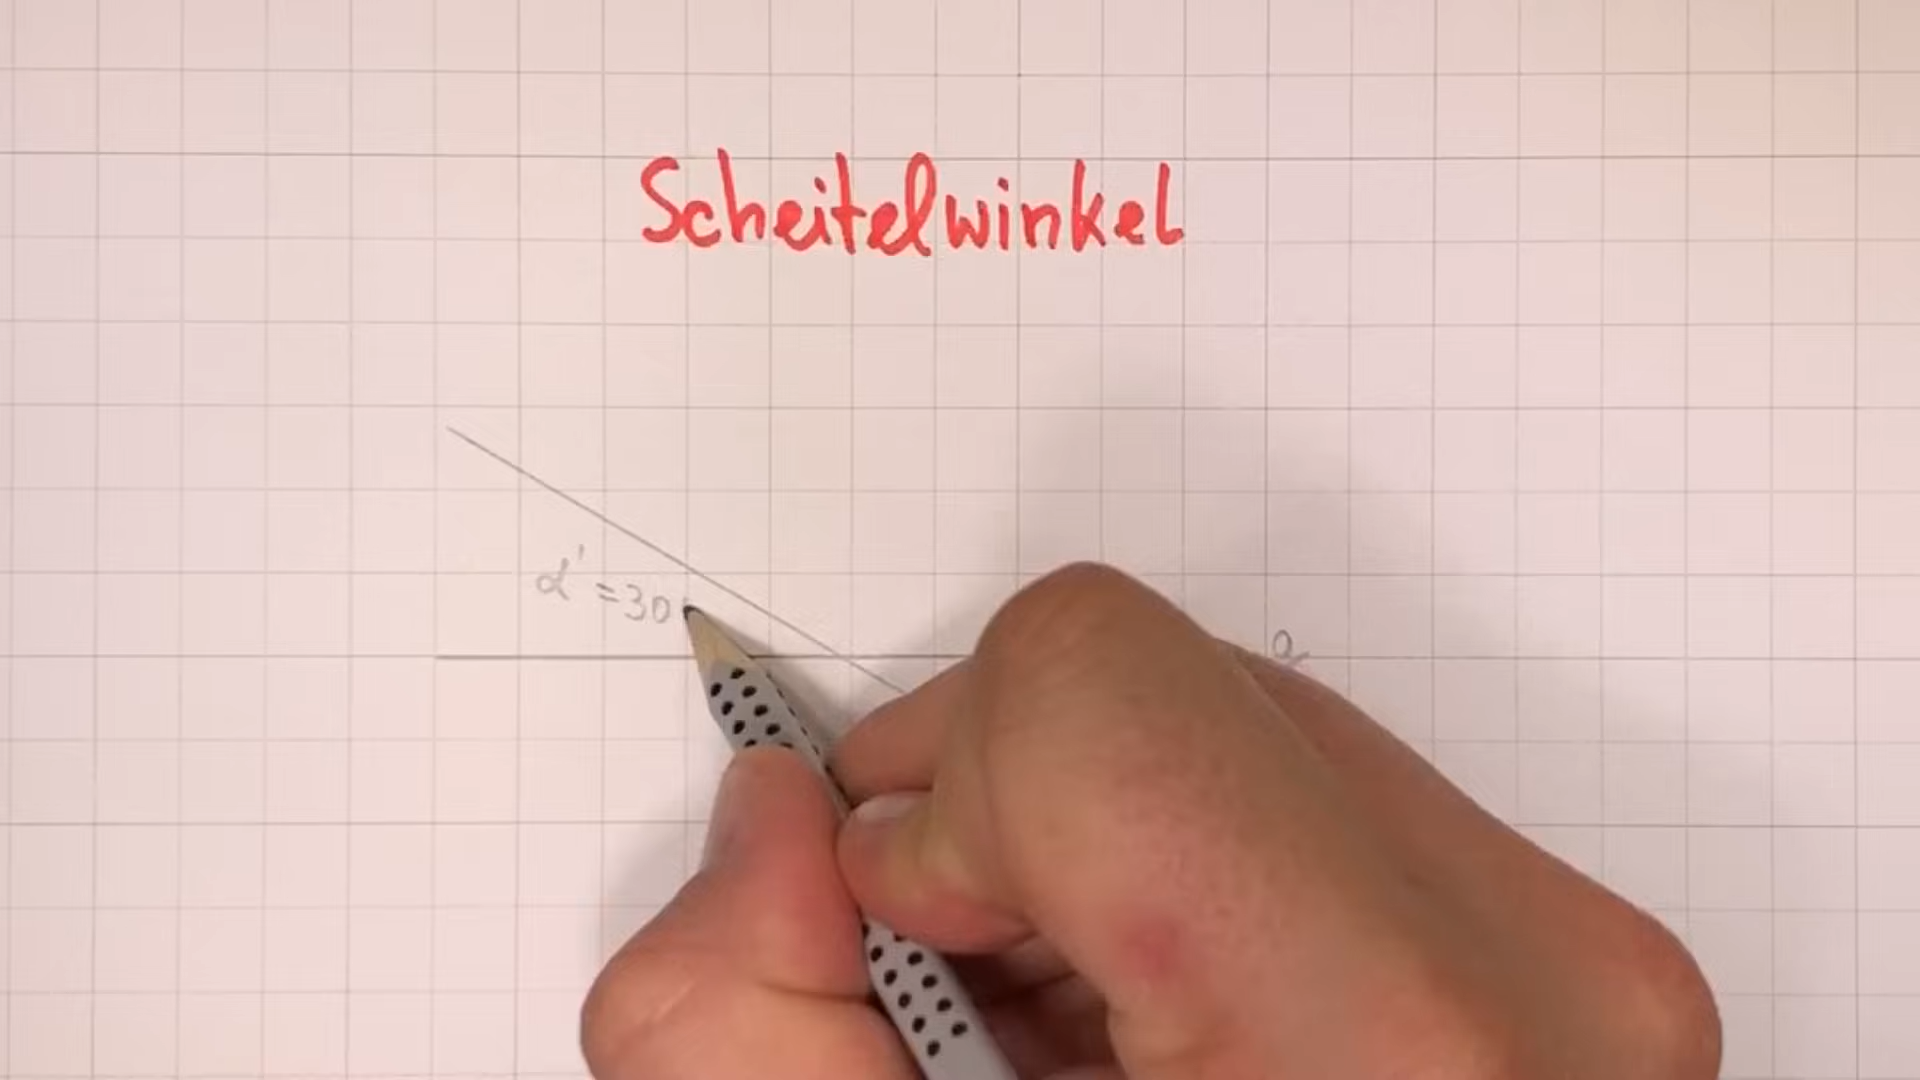 Scheitelwinkel
α' = 30
a